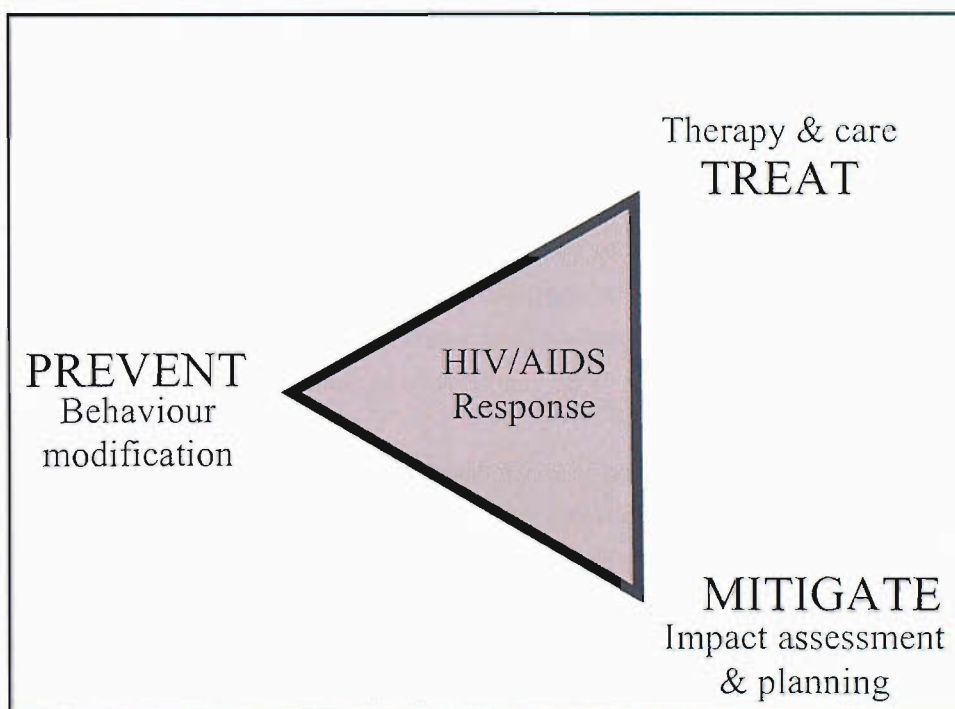 Therapy & care
TREAT
PREVENT
Behaviour
modification
HIV/AIDS
Response
MITIGATE
Impact assessment
& planning